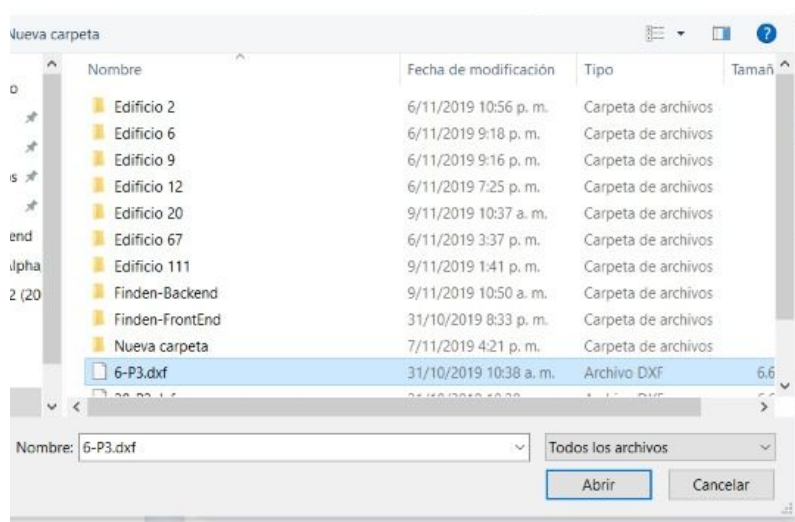 Nueva carpeta
Nombre Fecha de modificación Tipo Tamañ
Edificio 2 6/11/2019 10:56 p. m. Carpeta de archivos
Edificio 6 6/11/2019 9:18 p. m. Carpeta de archivos
Edificio 9 6/11/2019 9:16 p. m. Carpeta de archivos
Edificio 12 6/11/2019 7:25 p. m. Carpeta de archivos
Edificio 20 9/11/2019 10:37 a. m. Carpeta de archivos
end Edificio 67 6/11/2019 3:37 p. m. Carpeta de archivos
lpha Edificio 111 9/11/2019 1:41 p. m. Carpeta de archivos
2 (20 Finden-Backend 9/11/2019 10:50 a. m. Carpeta de archivos
Finden-FrontEnd 31/10/2019 8:33 p. m. Carpeta de archivos
Nueva carpeta 7/11/2019 4:21 p. m. Carpeta de archivos
6-P3.dxf 31/10/2019 10:38 a. m. Archivo DXF 6.6
Nombre: 6-P3.dxf Todos los archivos
Abrir Cancelar